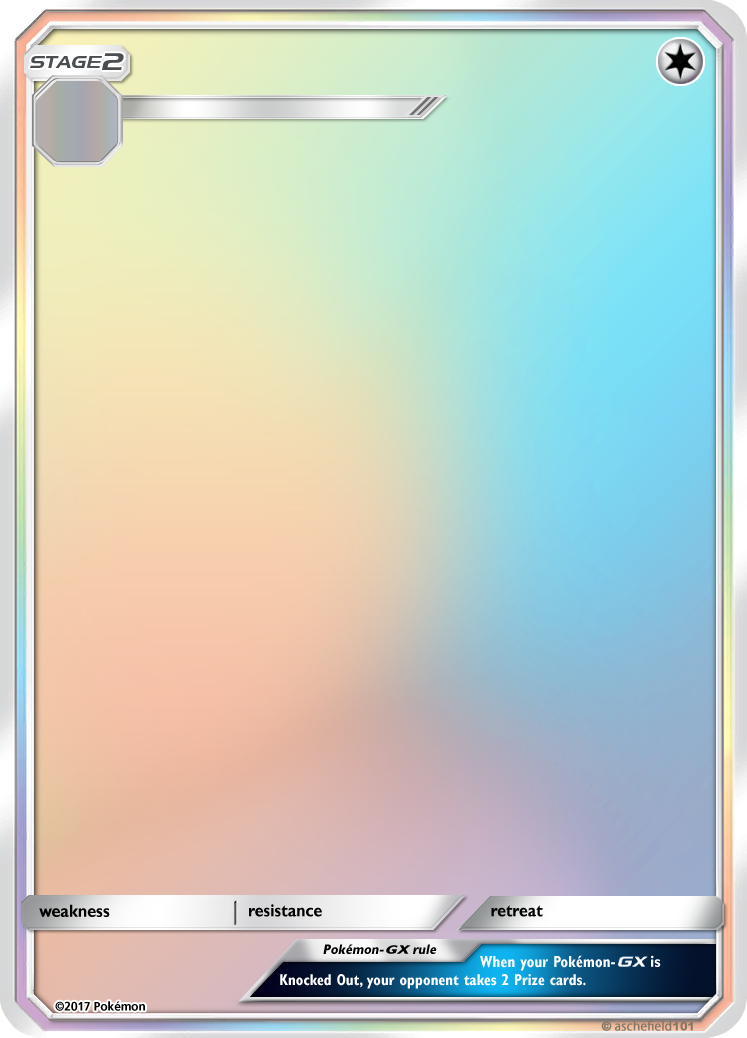 STAGE2
weakness resistance retreat
Pokémon-GX rule
When your Pokémon-GX is
Knocked Out, your opponent takes 2 Prize cards.
©2017 Pokémon
© aschefield101